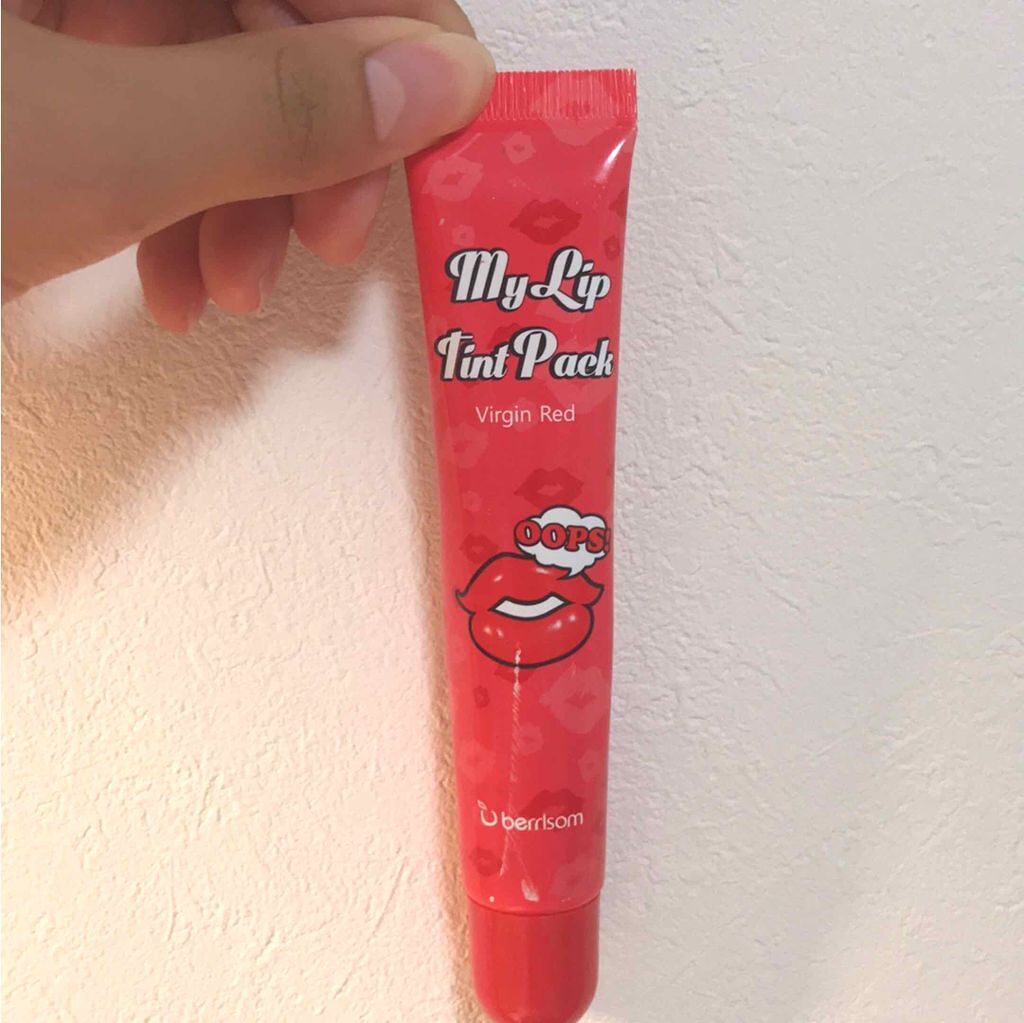 My Lip
Tint Pack
Virgin Red
OOPS!
berrisom